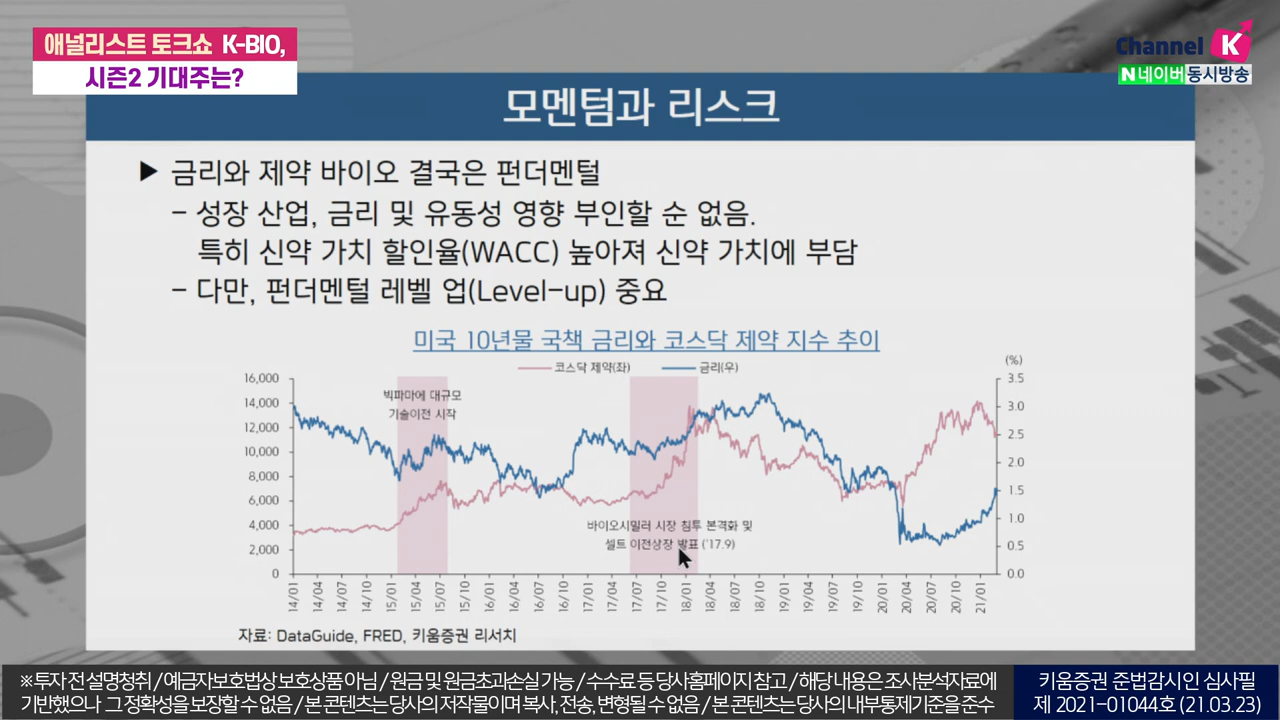 애널리스트 토크쇼 K-BIO,
시즌2 기대주는?
Channel K
N 네이버 동시방송
모멘텀과 리스크
▶ 금리와 제약 바이오 결국은 펀더멘털
- 성장 산업, 금리 및 유동성 영향 부인할 순 없음.
특히 신약 가치 할인율(WACC) 높아져 신약 가치에 부담
- 다만, 펀더멘털 레벨 업(Level-up) 중요
미국 10년물 국책 금리와 코스닥 제약 지수 추이
코스닥 제약(좌) 금리(우)
(%)
16,000
14,000
12,000
10,000
8,000
6,000
4,000
2,000
0
빅파마에 대규모
기술이전 시작
바이오시밀러 시장 침투 본격화 및
셀트 이전상장 발표 ('17.9)
3.5
3.0
2.5
2.0
1.5
1.0
0.5
0.0
14/01 14/04 14/07 14/10 15/01 15/04 15/07 15/10 16/01 16/04 16/07 16/10 17/01 17/04 17/07 17/10 18/01 18/04 18/07 18/10 19/01 19/04 19/07 19/10 20/01 20/04 20/07 20/10 21/01
자료: DataGuide, FRED, 키움증권 리서치
※ 투자 전 설명청취 / 예금자보호법상 보호상품 아님 / 원금 및 원금초과손실 가능 / 수수료 등 당사홈페이지 참고 / 해당 내용은 조사분석자료에
기반했으나 그 정확성을 보장할 수 없음 / 본 콘텐츠는 당사의 저작물이며 복사, 전송, 변형될 수 없음 / 본 콘텐츠는 당사의 내부통제기준을 준수
키움증권 준법감시인 심사필
제 2021-01044호 (21.03.23)